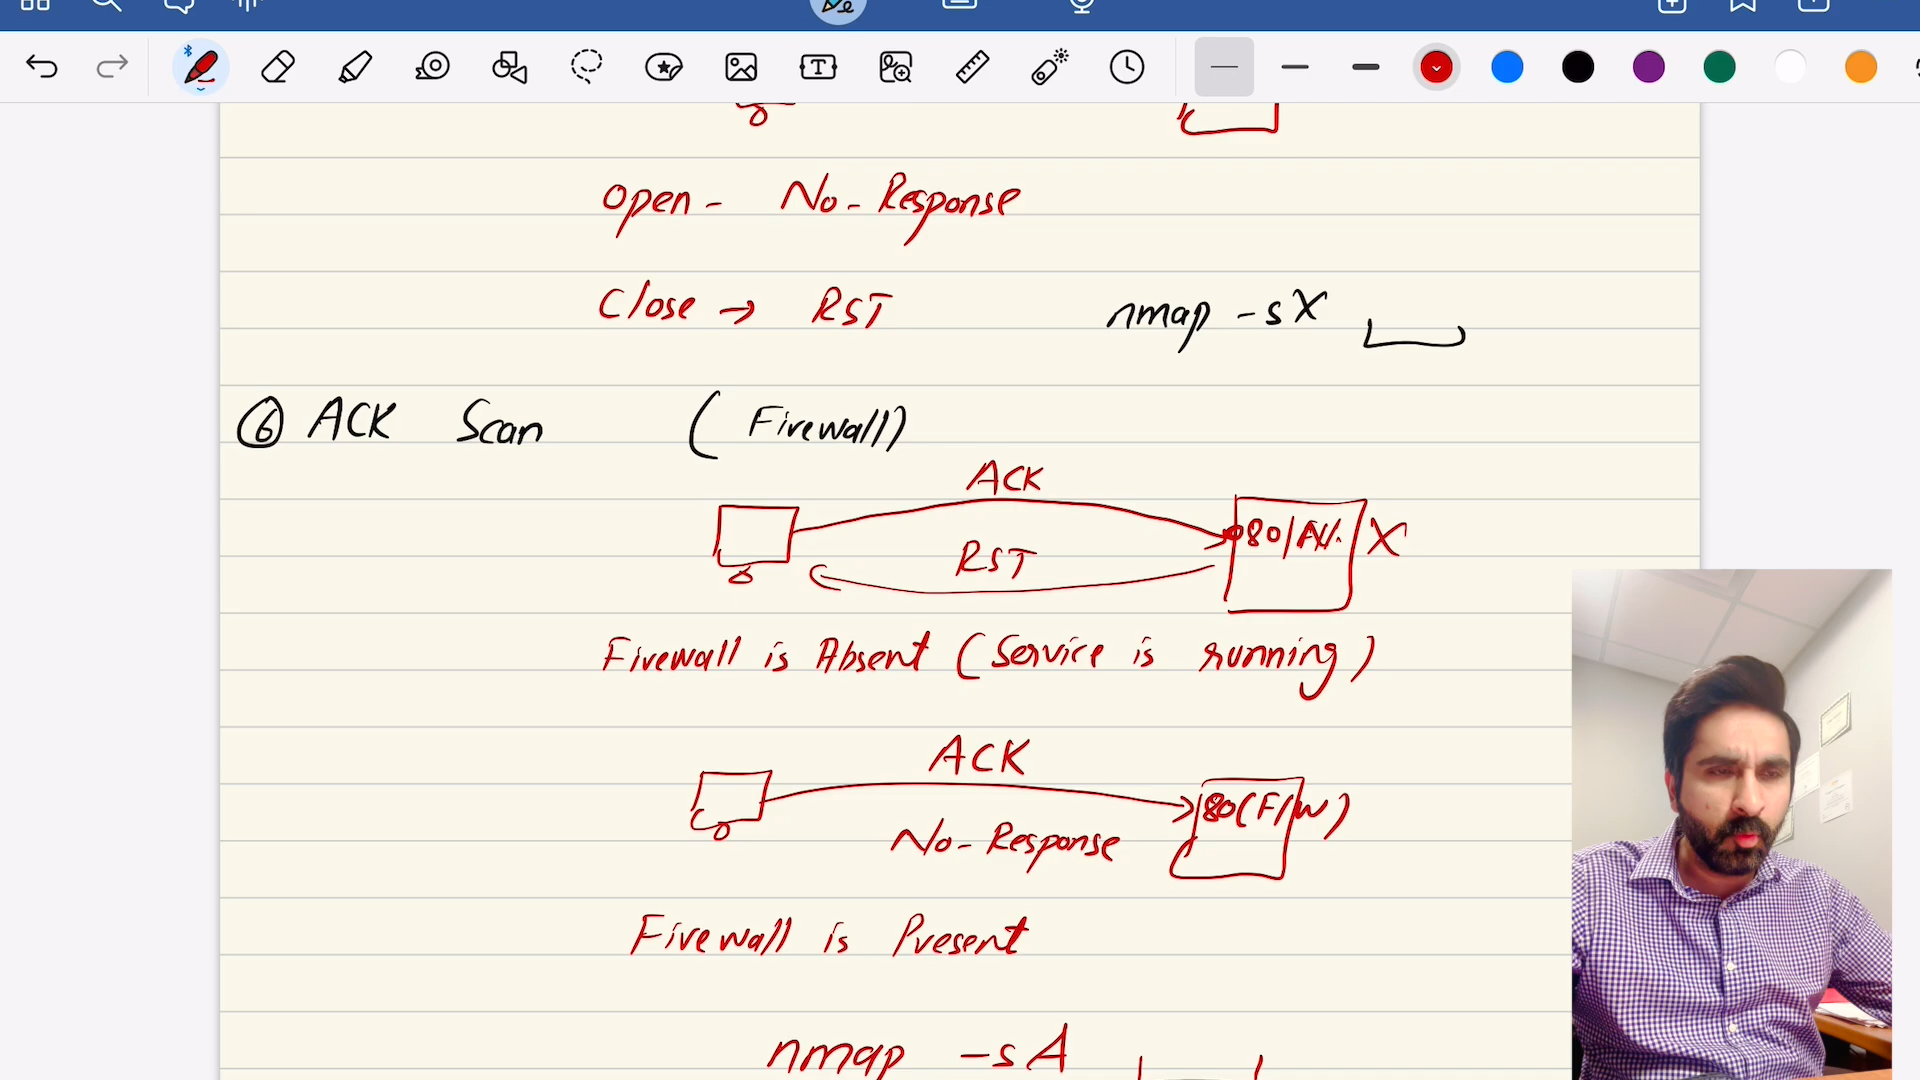 Open - No-Response
Close → RST nmap -sX
⑥ ACK Scan (Firewall)
ACK
80/
X
RST
Firewall is Absent (Service is running)
ACK
80(F/W)
No-Response
Firewall is Present
nmap -sA